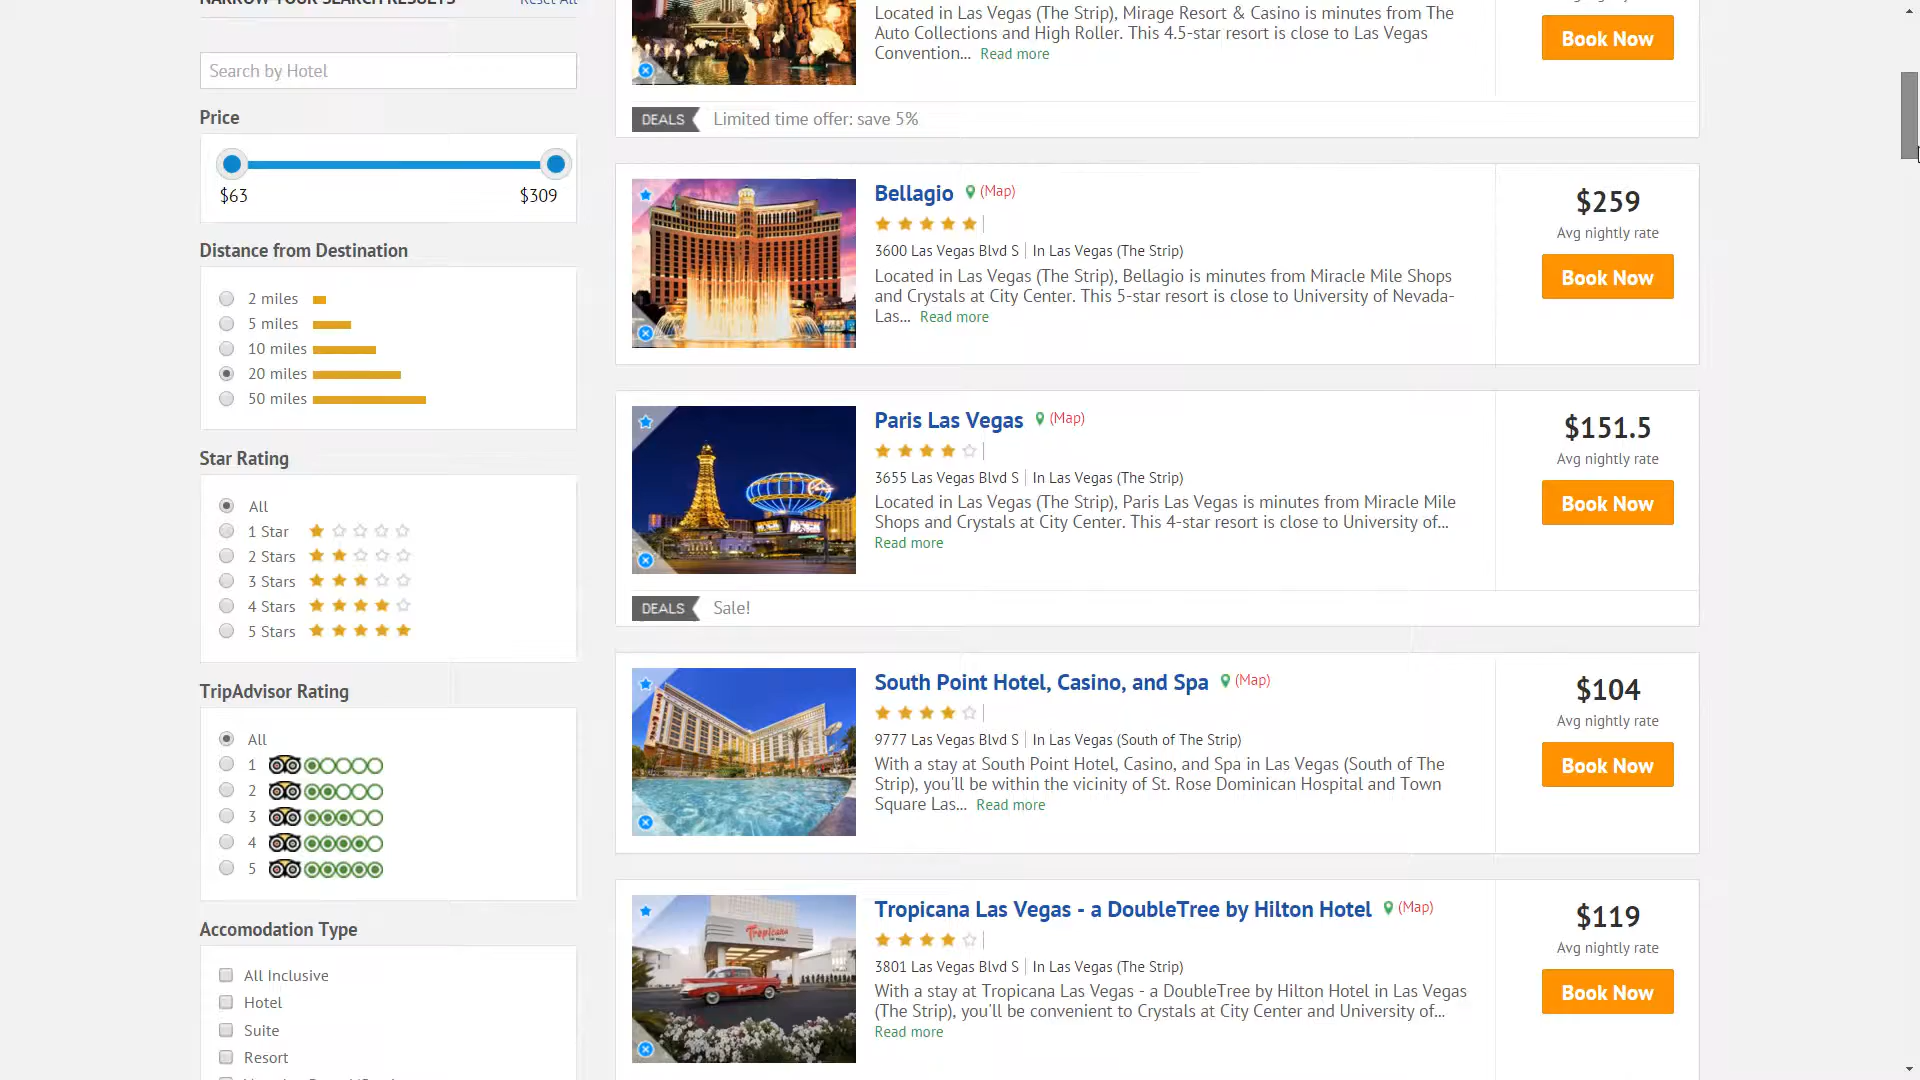 NARROW YOUR SEARCH RESULTS
Reset All
Search by Hotel
Price
$63
$309
Distance from Destination
2 miles
5 miles
10 miles
20 miles
50 miles
Star Rating
All
1 Star
2 Stars
3 Stars
4 Stars
5 Stars
TripAdvisor Rating
All
1
2
3
4
5
Accomodation Type
All Inclusive
Hotel
Suite
Resort
Located in Las Vegas (The Strip), Mirage Resort & Casino is minutes from The
Auto Collections and High Roller. This 4.5-star resort is close to Las Vegas
Convention... Read more
Book Now
DEALS Limited time offer: save 5%
Bellagio (Map)
3600 Las Vegas Blvd S | In Las Vegas (The Strip)
Located in Las Vegas (The Strip), Bellagio is minutes from Miracle Mile Shops
and Crystals at City Center. This 5-star resort is close to University of Nevada-
Las... Read more
$259
Avg nightly rate
Book Now
Paris Las Vegas (Map)
3655 Las Vegas Blvd S | In Las Vegas (The Strip)
Located in Las Vegas (The Strip), Paris Las Vegas is minutes from Miracle Mile
Shops and Crystals at City Center. This 4-star resort is close to University of...
Read more
$151.5
Avg nightly rate
Book Now
DEALS Sale!
South Point Hotel, Casino, and Spa (Map)
9777 Las Vegas Blvd S | In Las Vegas (South of The Strip)
With a stay at South Point Hotel, Casino, and Spa in Las Vegas (South of The
Strip), you'll be within the vicinity of St. Rose Dominican Hospital and Town
Square Las... Read more
$104
Avg nightly rate
Book Now
Tropicana Las Vegas - a DoubleTree by Hilton Hotel (Map)
3801 Las Vegas Blvd S | In Las Vegas (The Strip)
With a stay at Tropicana Las Vegas - a DoubleTree by Hilton Hotel in Las Vegas
(The Strip), you'll be convenient to Crystals at City Center and University of...
Read more
Tropicana
$119
Avg nightly rate
Book Now